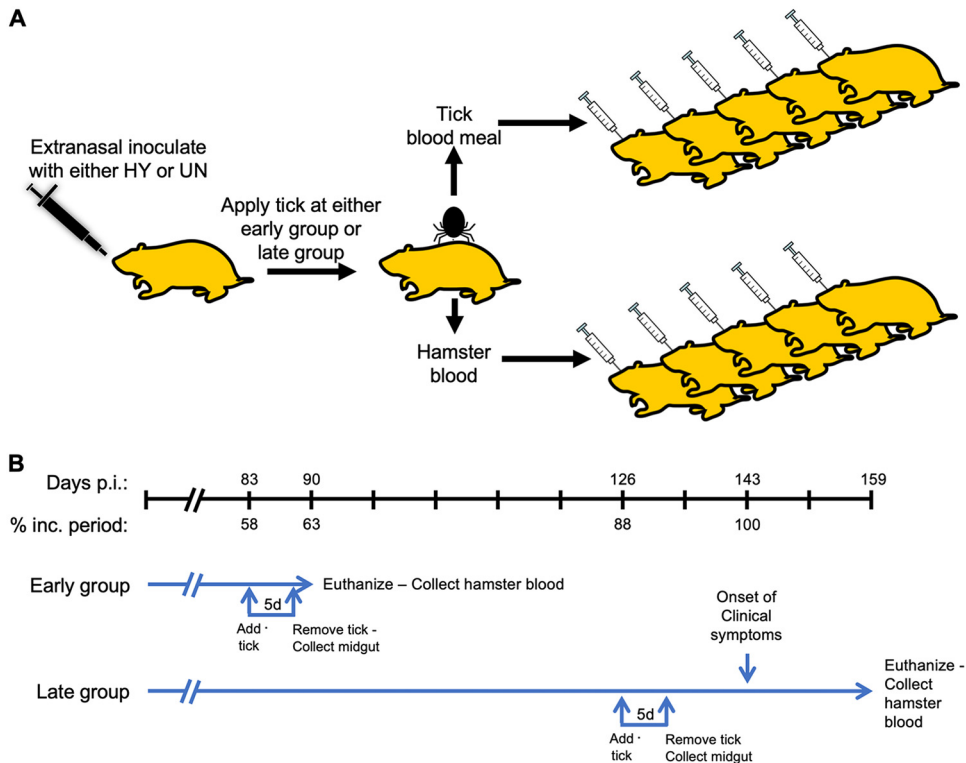 A
Extranasal inoculate
with either HY or UN
Apply tick at either
early group or
late group
Tick
blood meal
Hamster
blood
B
Days p.i.: 83 90 126 143 159
% inc. period: 58 63 88 100
Early group
Euthanize – Collect hamster blood
5d
Add ·
tick
Remove tick -
Collect midgut
Onset of
Clinical
symptoms
Late group
Euthanize -
Collect
hamster
blood
5d
Add ·
tick
Remove tick
Collect midgut